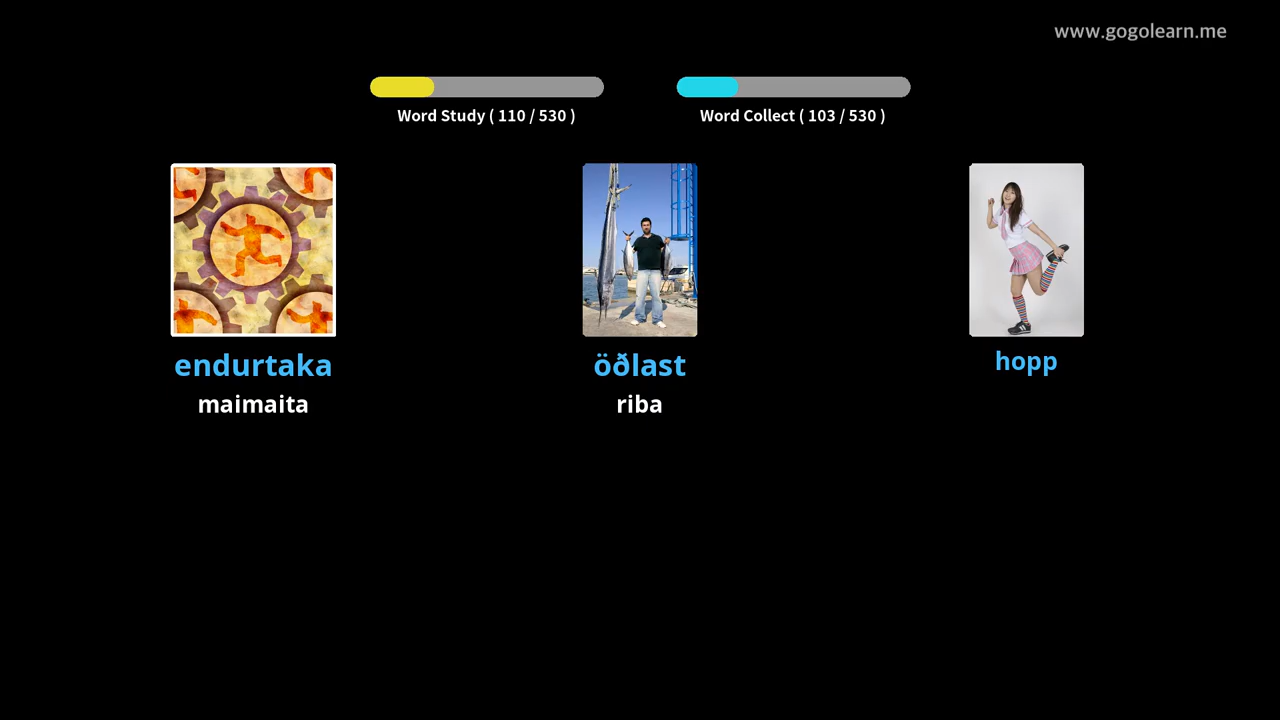 www.gogolearn.me
Word Study ( 110 / 530 )
Word Collect ( 103 / 530 )
endurtaka
maimaita
öðlast
riba
hopp